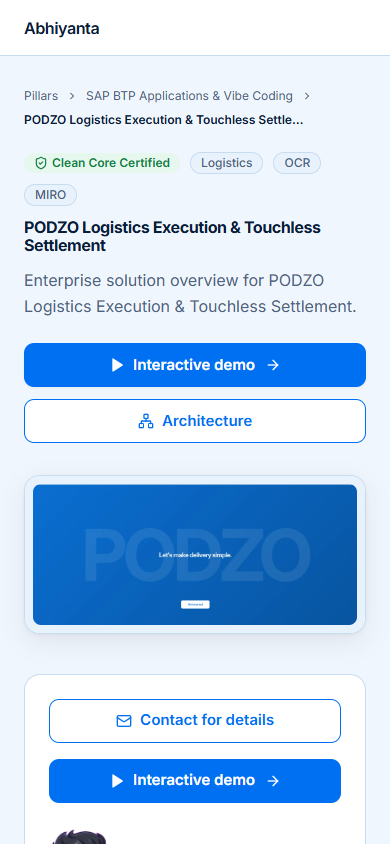 Abhiyanta
Pillars > SAP BTP Applications & Vibe Coding >
PODZO Logistics Execution & Touchless Settle...
Clean Core Certified
Logistics
OCR
MIRO
PODZO Logistics Execution & Touchless
Settlement
Enterprise solution overview for PODZO
Logistics Execution & Touchless Settlement.
Interactive demo
Architecture
PODZO
Let's make delivery simple.
Contact for details
Interactive demo